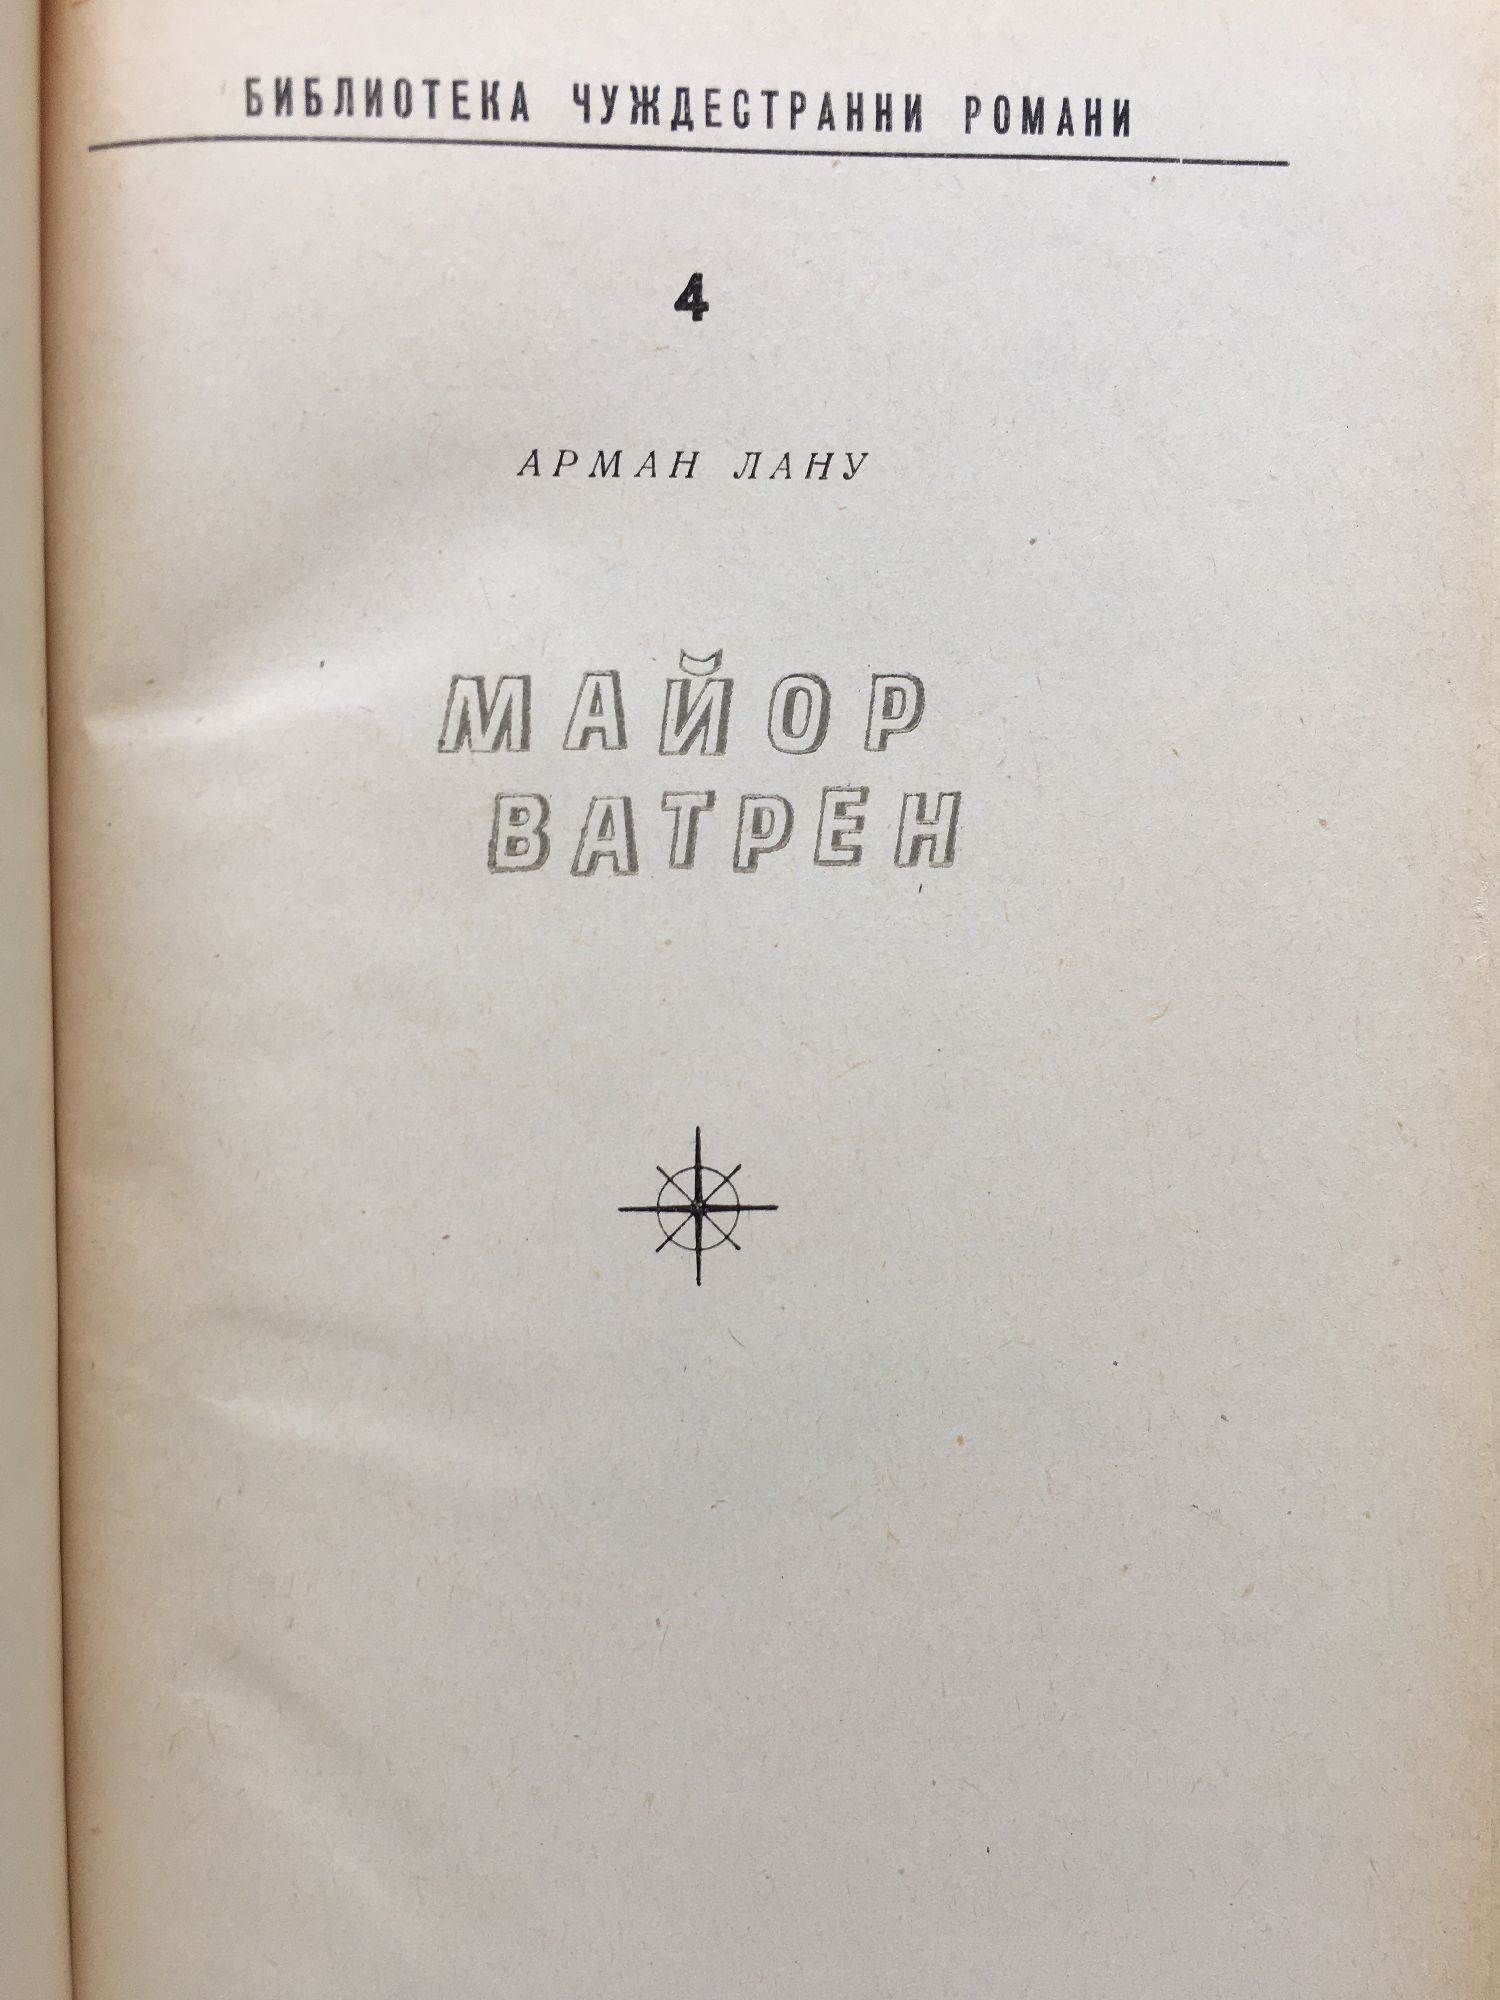 БИБЛИОТЕКА ЧУЖДЕСТРАННИ РОМАНИ
4
АРМАН ЛАНУ
МАЙОР
ВАТРЕН